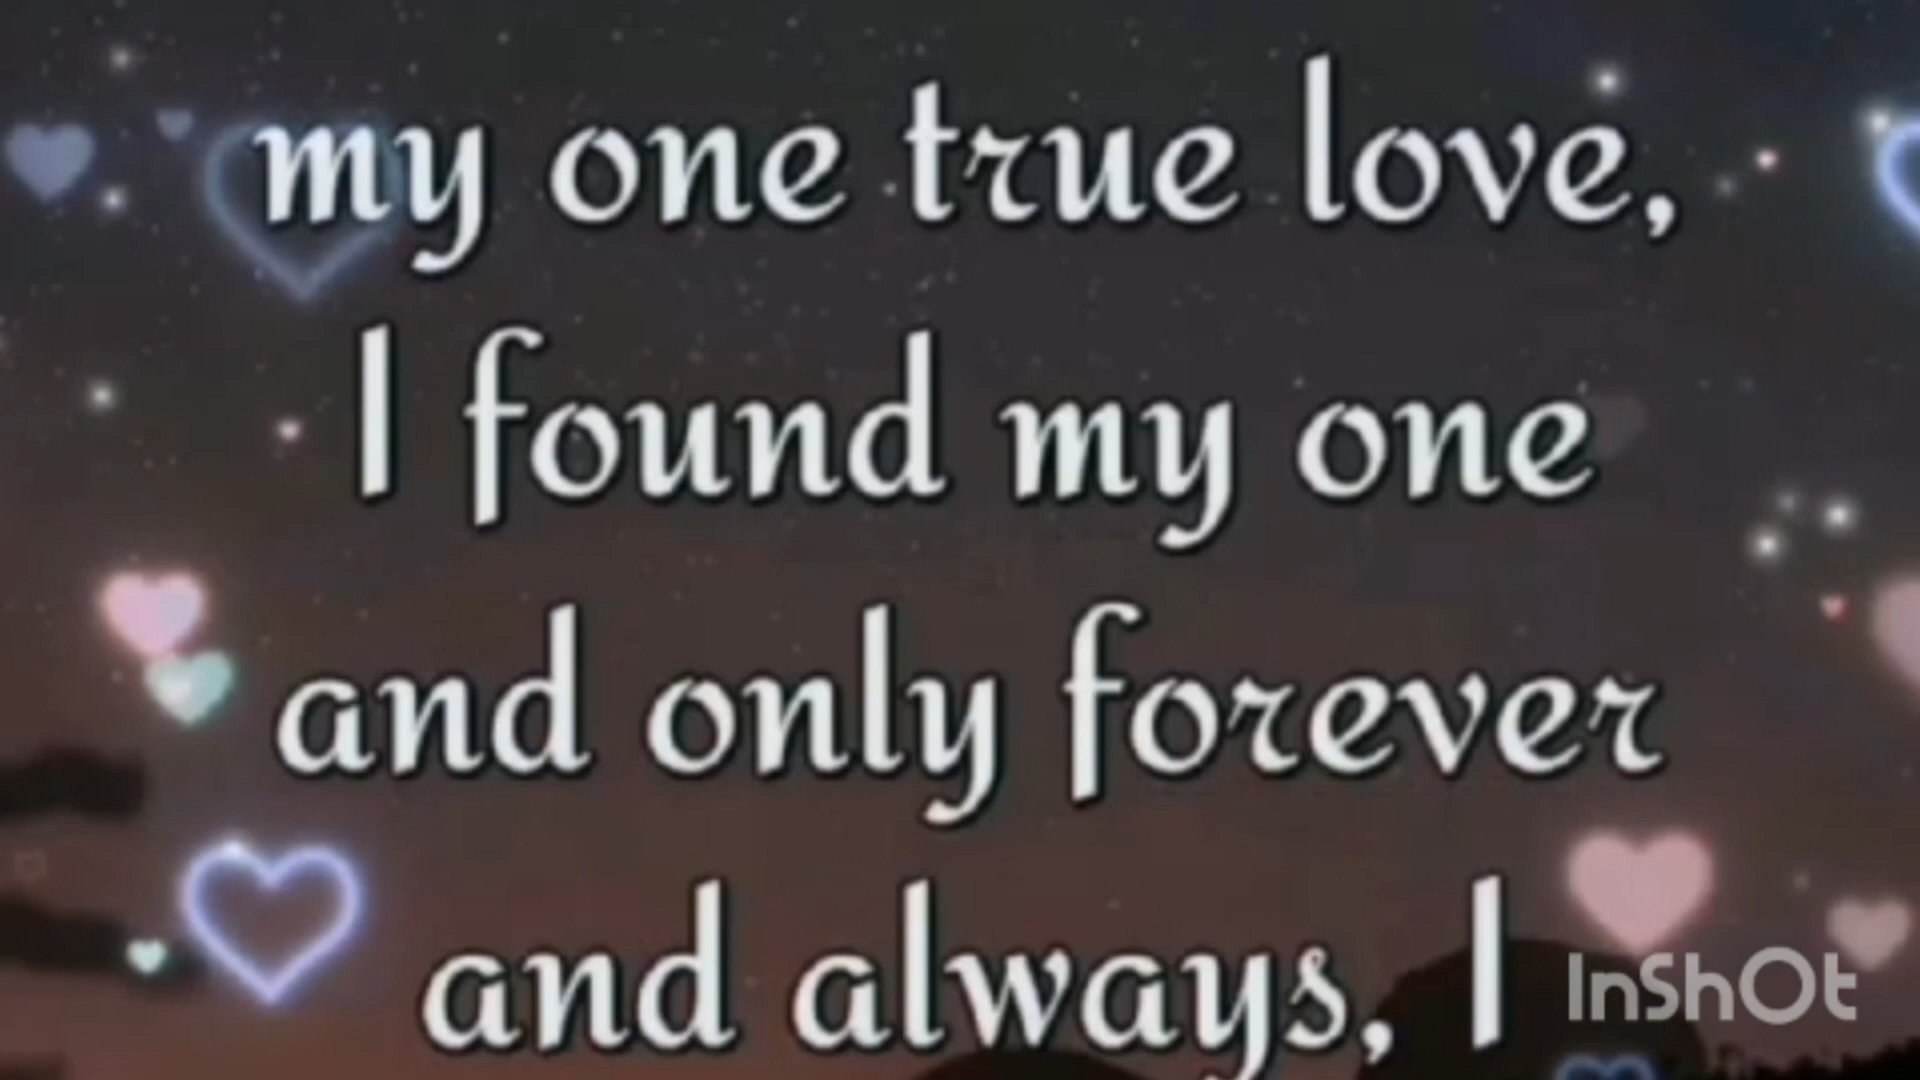 my one true love,
I found my one
and only forever
and always, I
InShOt